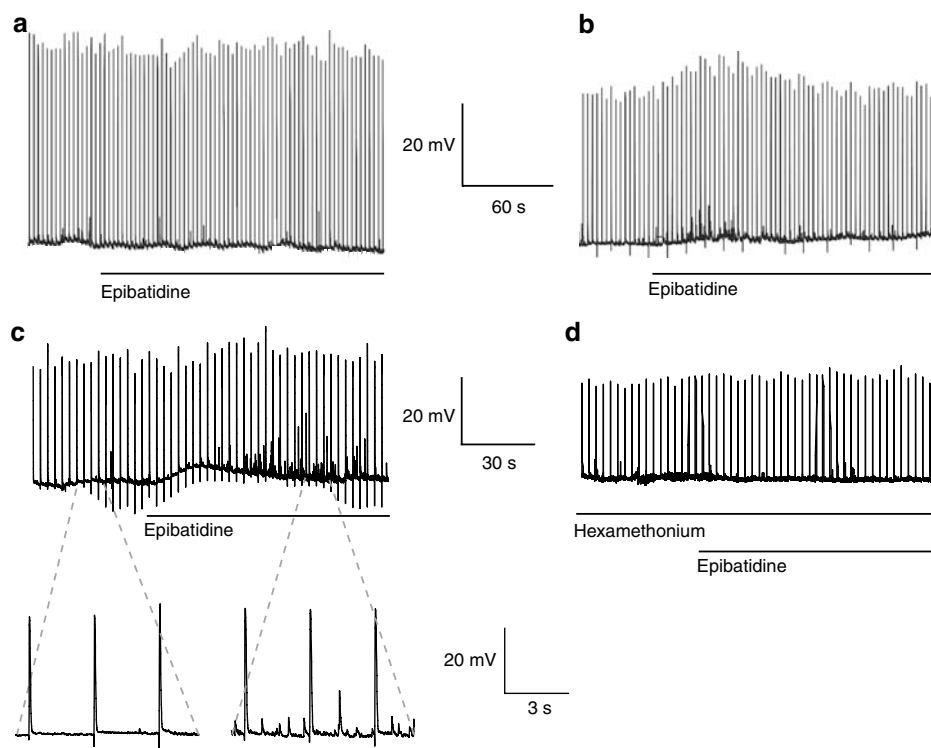 a
b
20 mV
60 s
Epibatidine
Epibatidine
c
d
20 mV
30 s
Epibatidine
Hexamethonium
Epibatidine
20 mV
3 s